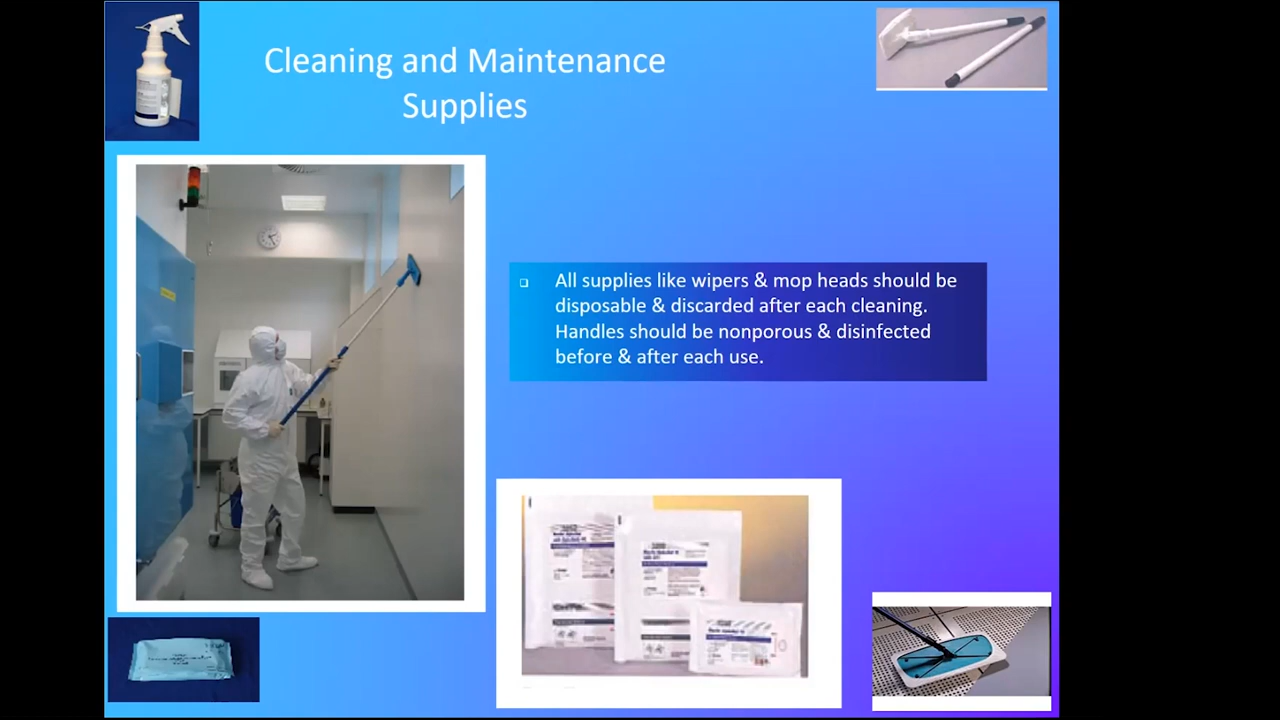 Cleaning and Maintenance
Supplies
All supplies like wipers & mop heads should be
disposable & discarded after each cleaning.
Handles should be nonporous & disinfected
before & after each use.